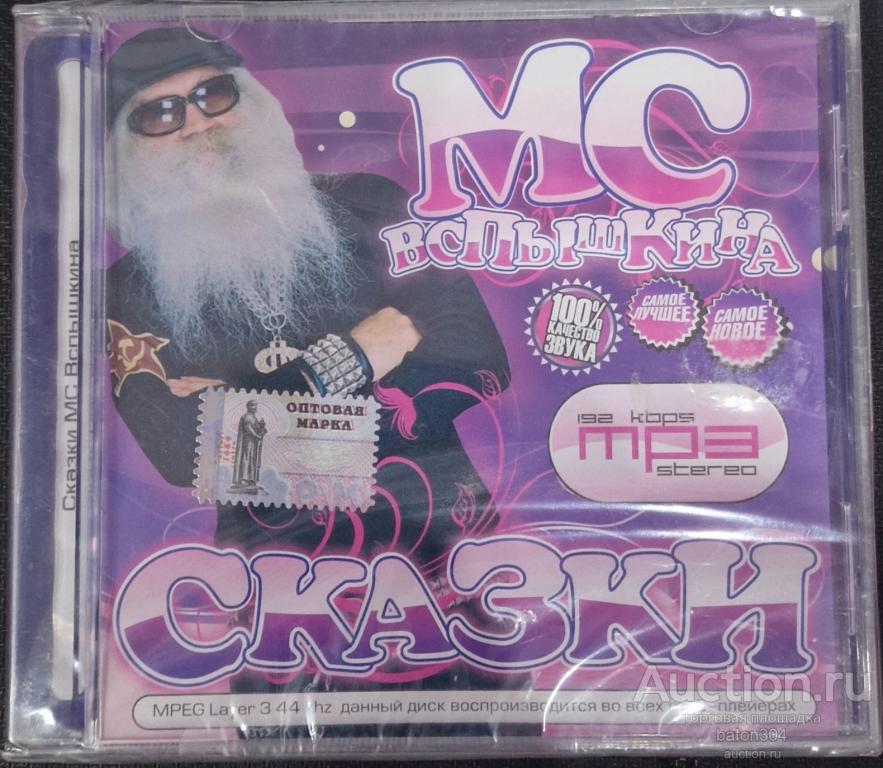 Сказки МС Вспышкина
МС
ВСПЫШКИНА
100%
КАЧЕСТВО
ЗВУКА
САМОЕ
ЛУЧШЕЕ
САМОЕ
НОВОЕ
ОПТОВАЯ
МАРКА
192 kbps
mp3
stereo
СКАЗКИ
MPEG Layer 3 44 hz данный диск воспроизводится во всех -плейерах
Auction.ru
торговая площадка
baton304
auction.ru